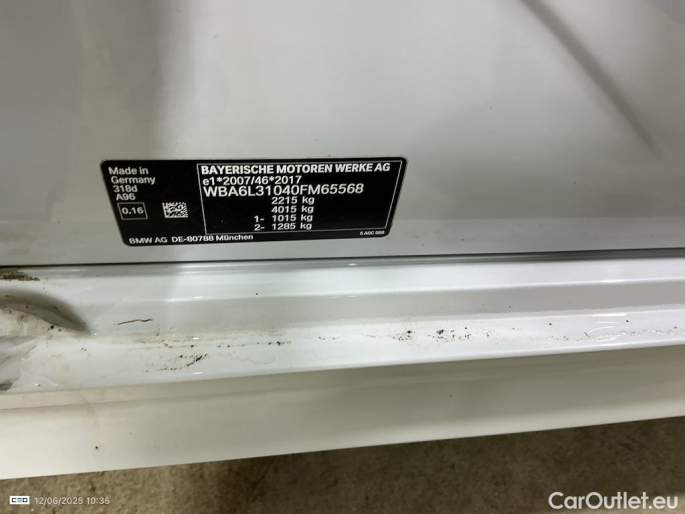 Made in
Germany
318d
A96
0.16
BAYERISCHE MOTOREN WERKE AG
e1*2007/46*2017
WBA6L31040FM65568
2215 kg
4015 kg
1- 1015 kg
2- 1285 kg
BMW AG DE-80788 München
12/06/2025 10:35
CarOutlet.eu